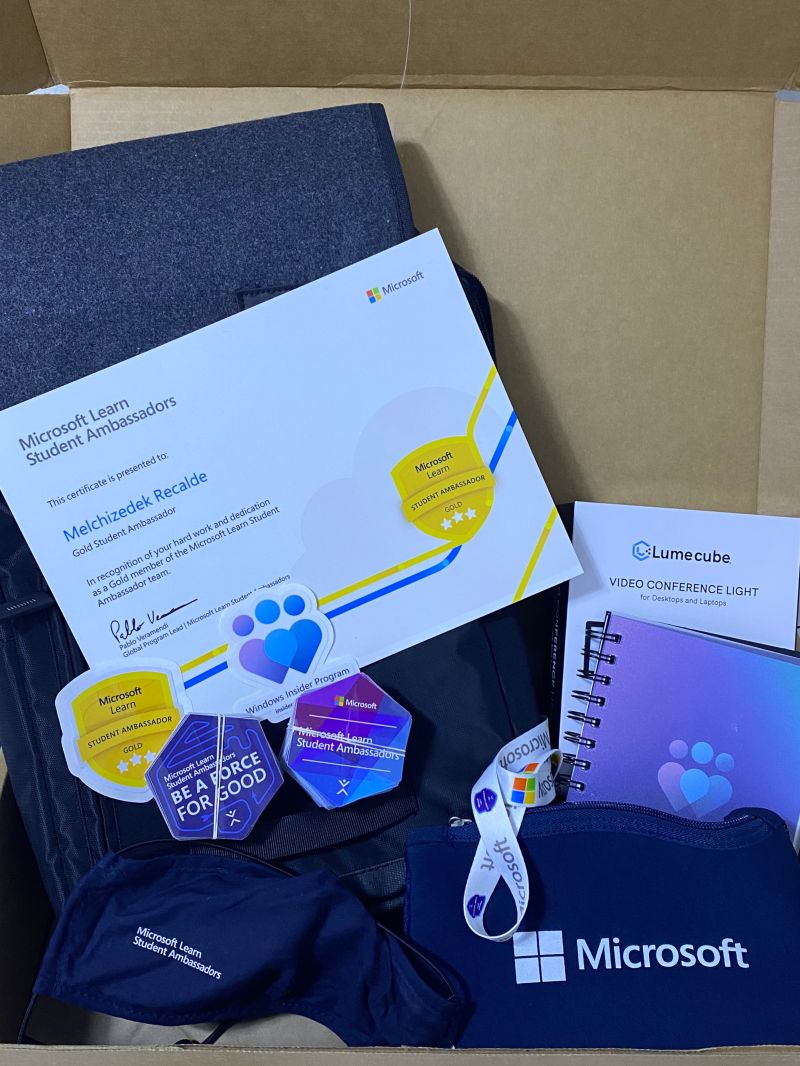 Microsoft
Microsoft Learn
Student Ambassadors
This certificate is presented to:
Melchizedek Recalde
Gold Student Ambassador
In recognition of your hard work and dedication
as a Gold member of the Microsoft Learn Student
Ambassador team.
Pablo Veramendi
Pablo Veramendi
Global Program Lead | Microsoft Learn Student Ambassadors
Microsoft
Learn
STUDENT AMBASSADOR
GOLD
Lumecube
VIDEO CONFERENCE LIGHT
for Desktops and Laptops
Windows Insider Program
Microsoft
Learn
STUDENT AMBASSADOR
GOLD
Microsoft Learn
Student Ambassadors
BE A FORCE
FOR GOOD
Microsoft
Microsoft Learn
Student Ambassadors
Microsoft
Microsoft
Microsoft Learn
Student Ambassadors
Microsoft